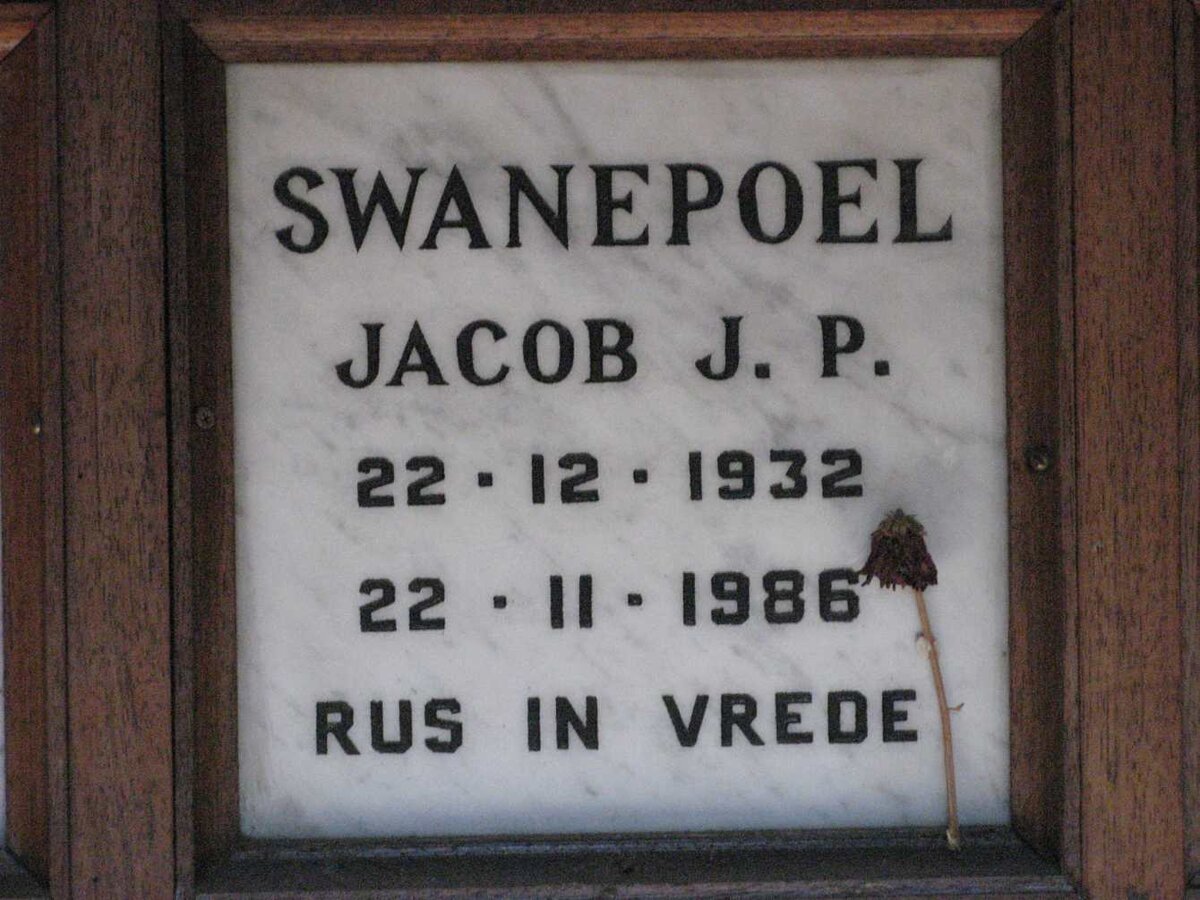 SWANEPOEL
JACOB J. P.
22 · 12 · 1932
22 · 11 · 1986
RUS IN VREDE